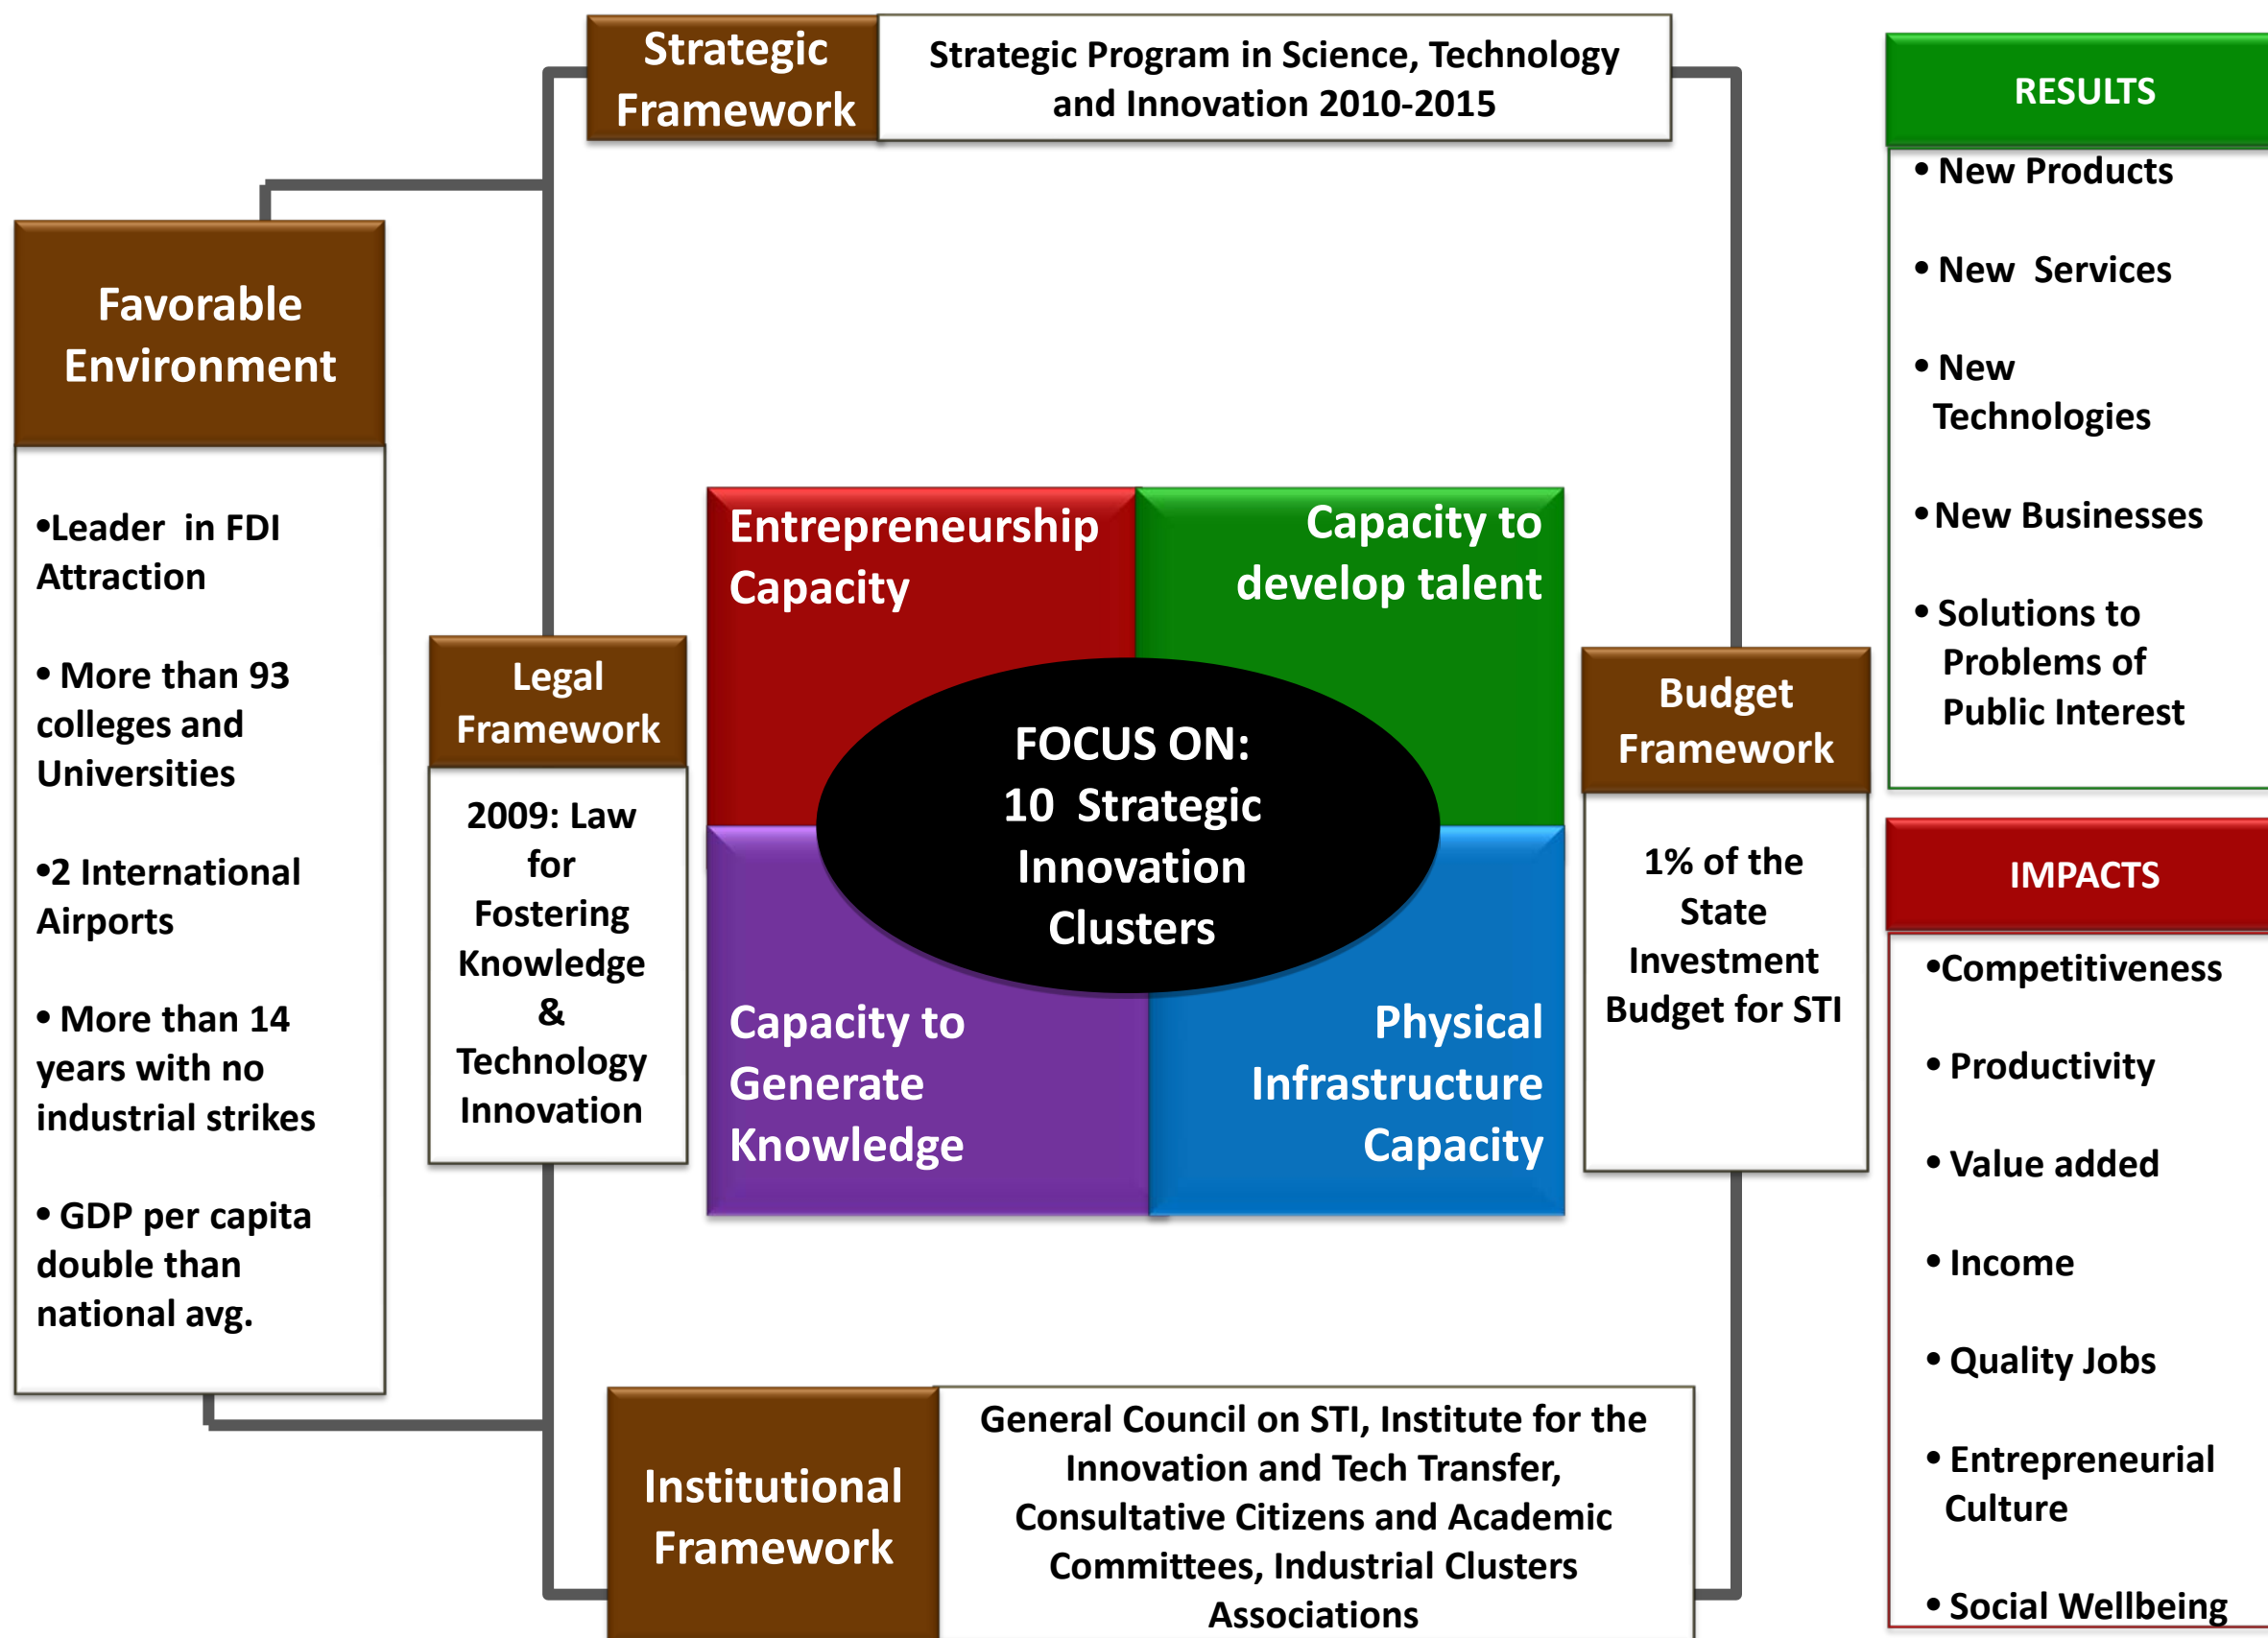 Strategic
Framework
Strategic Program in Science, Technology
and Innovation 2010-2015
Favorable
Environment
•Leader  in FDI
Attraction
• More than 93
colleges and
Universities
•2 International
Airports
• More than 14
years with no
industrial strikes
• GDP per capita
double than
national avg.
Legal
Framework
2009: Law
for
Fostering
Knowledge
&
Technology
Innovation
Entrepreneurship
Capacity
Capacity to
develop talent
FOCUS ON:
10  Strategic
Innovation
Clusters
Capacity to
Generate
Knowledge
Physical
Infrastructure
Capacity
Budget
Framework
1% of the
State
Investment
Budget for STI
Institutional
Framework
General Council on STI, Institute for the
Innovation and Tech Transfer,
Consultative Citizens and Academic
Committees, Industrial Clusters
Associations
RESULTS
• New Products
• New  Services
• New
Technologies
• New Businesses
• Solutions to
Problems of
Public Interest
IMPACTS
•Competitiveness
• Productivity
• Value added
• Income
• Quality Jobs
• Entrepreneurial
Culture
• Social Wellbeing